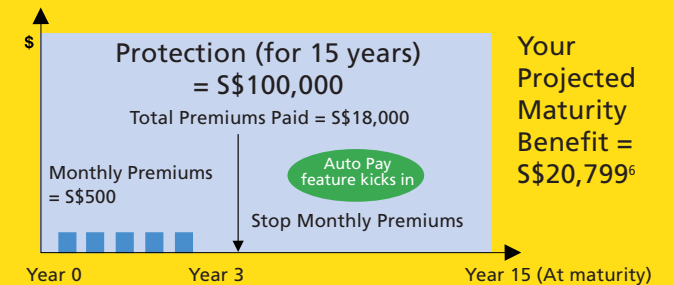 $
Protection (for 15 years)
= S$100,000
Total Premiums Paid = S$18,000
Monthly Premiums
= S$500
Auto Pay
feature kicks in
Stop Monthly Premiums
Year 0
Year 3
Year 15 (At maturity)
Your
Projected
Maturity
Benefit =
S$20,799⁶